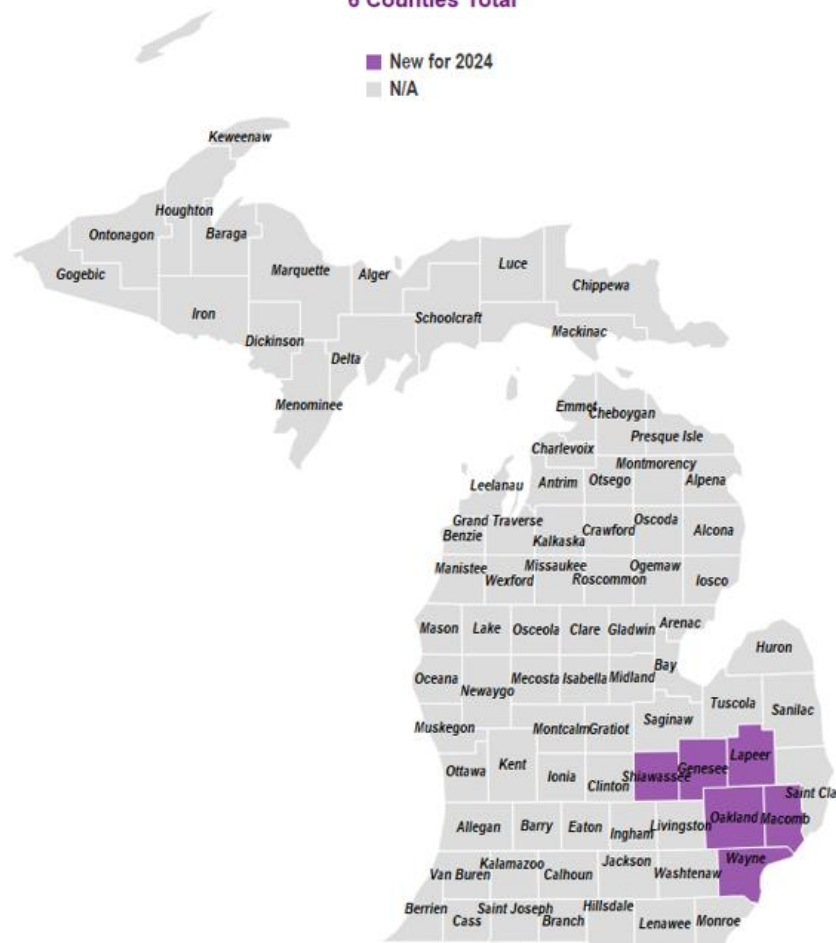 6 Counties Total
New for 2024
N/A
Keweenaw
Houghton
Ontonagon
Baraga
Gogebic
Marquette
Alger
Luce
Chippewa
Iron
Schoolcraft
Mackinac
Dickinson
Delta
Menominee
Emmet
Cheboygan
Presque Isle
Charlevoix
Montmorency
Leelanau
Antrim
Otsego
Alpena
Grand Traverse
Benzie
Kalkaska
Crawford
Oscoda
Alcona
Manistee
Wexford
Missaukee
Roscommon
Ogemaw
Iosco
Mason
Lake
Osceola
Clare
Gladwin
Arenac
Huron
Oceana
Newaygo
Mecosta
Isabella
Midland
Bay
Tuscola
Sanilac
Muskegon
Montcalm
Gratiot
Saginaw
Lapeer
Ottawa
Kent
Ionia
Clinton
Shiawassee
Genesee
Saint Cla
Allegan
Barry
Eaton
Ingham
Livingston
Oakland
Macomb
Van Buren
Kalamazoo
Calhoun
Jackson
Washtenaw
Wayne
Berrien
Cass
Saint Joseph
Branch
Hillsdale
Lenawee
Monroe